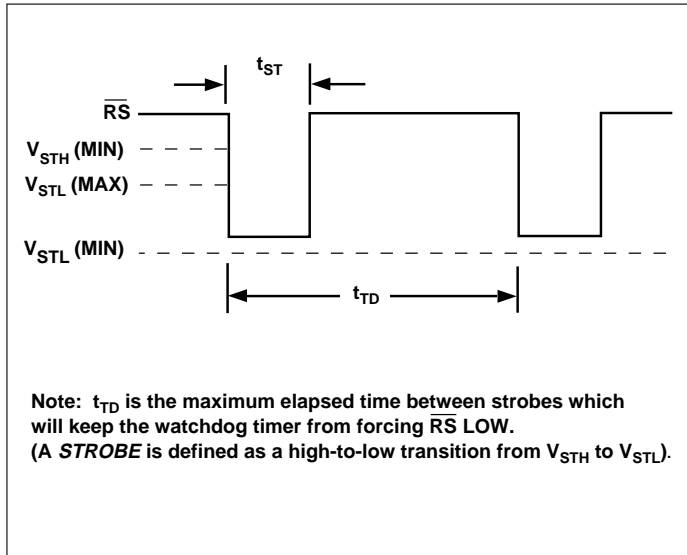 t_ST
R̅S̅
V_STH (MIN)
V_STL (MAX)
V_STL (MIN)
t_TD
Note: t_TD is the maximum elapsed time between strobes which
will keep the watchdog timer from forcing R̅S̅ LOW.
(A STROBE is defined as a high-to-low transition from V_STH to V_STL).